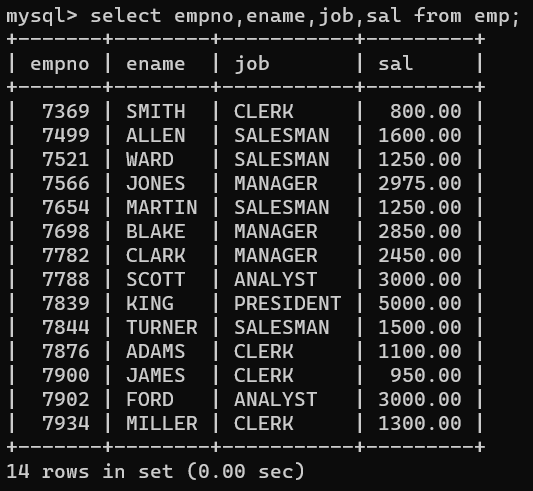 mysql> select empno,ename,job,sal from emp;
+-------+--------+-----------+---------+
| empno | ename  | job       | sal     |
+-------+--------+-----------+---------+
|  7369 | SMITH  | CLERK     |  800.00 |
|  7499 | ALLEN  | SALESMAN  | 1600.00 |
|  7521 | WARD   | SALESMAN  | 1250.00 |
|  7566 | JONES  | MANAGER   | 2975.00 |
|  7654 | MARTIN | SALESMAN  | 1250.00 |
|  7698 | BLAKE  | MANAGER   | 2850.00 |
|  7782 | CLARK  | MANAGER   | 2450.00 |
|  7788 | SCOTT  | ANALYST   | 3000.00 |
|  7839 | KING   | PRESIDENT | 5000.00 |
|  7844 | TURNER | SALESMAN  | 1500.00 |
|  7876 | ADAMS  | CLERK     | 1100.00 |
|  7900 | JAMES  | CLERK     |  950.00 |
|  7902 | FORD   | ANALYST   | 3000.00 |
|  7934 | MILLER | CLERK     | 1300.00 |
+-------+--------+-----------+---------+
14 rows in set (0.00 sec)